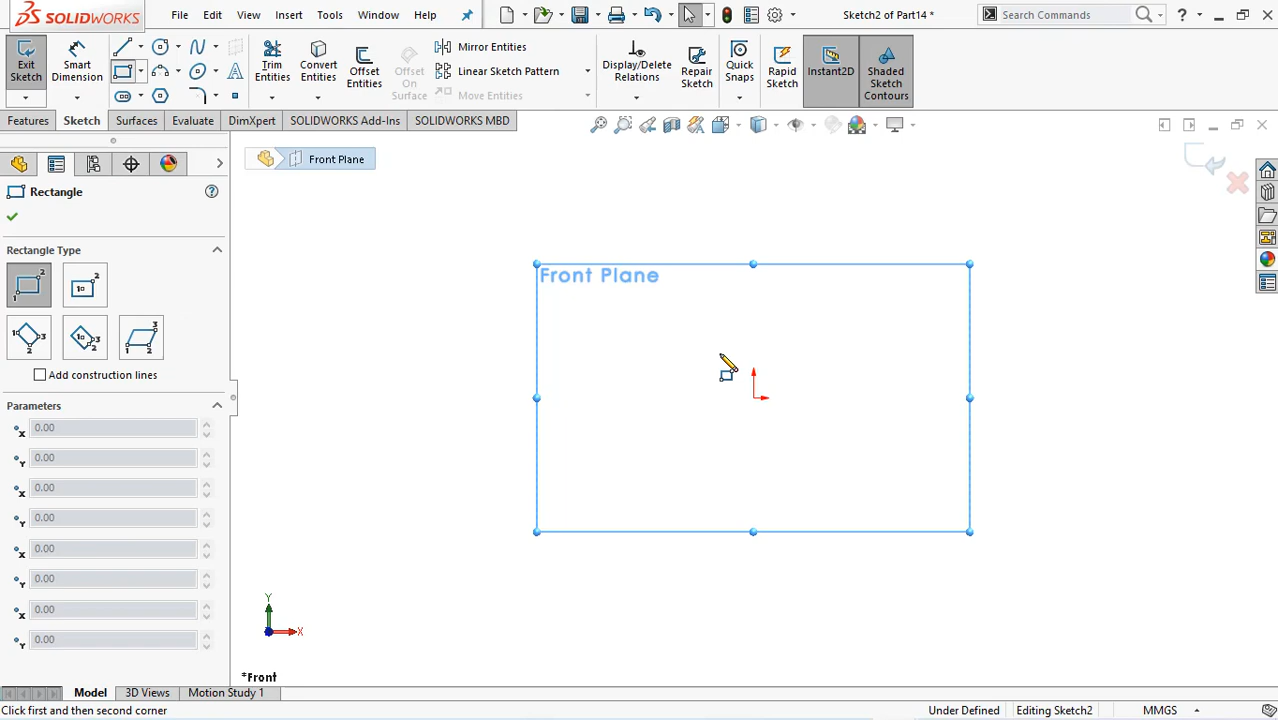 SOLIDWORKS File Edit View Insert Tools Window Help Sketch2 of Part14 * Search Commands ?
Exit Sketch Smart Dimension Trim Entities Convert Entities Offset Entities Offset On Surface Mirror Entities Linear Sketch Pattern Move Entities Display/Delete Relations Repair Sketch Quick Snaps Rapid Sketch Instant2D Shaded Sketch Contours
Features Sketch Surfaces Evaluate DimXpert SOLIDWORKS Add-Ins SOLIDWORKS MBD
Front Plane
Rectangle ?
Rectangle Type
Front Plane
Add construction lines
Parameters
X 0.00
Y 0.00
X 0.00
Y 0.00
X 0.00
Y 0.00
X 0.00
Y 0.00
Y
X
*Front
Model 3D Views Motion Study 1
Click first and then second corner Under Defined Editing Sketch2 MMGS